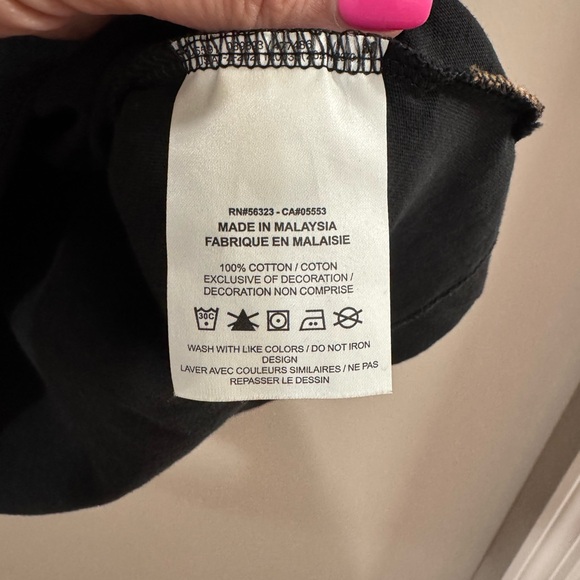 RN#56323 - CA#05553
MADE IN MALAYSIA
FABRIQUE EN MALAISIE
100% COTTON / COTON
EXCLUSIVE OF DECORATION /
DECORATION NON COMPRISE
30C
WASH WITH LIKE COLORS / DO NOT IRON
DESIGN
LAVER AVEC COULEURS SIMILAIRES / NE PAS
REPASSER LE DESSIN